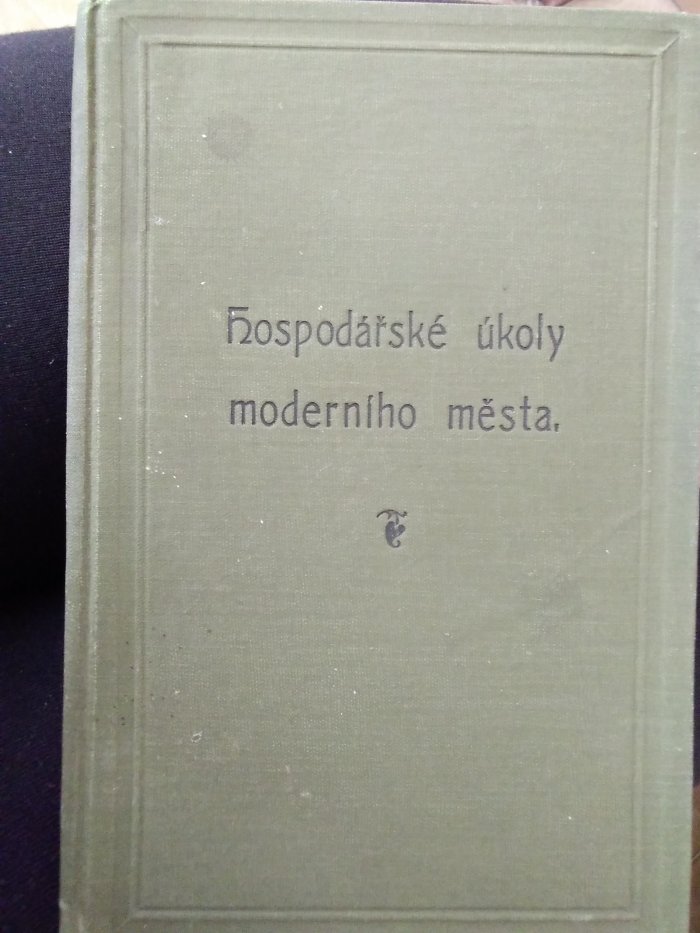 Hospodářské úkoly
moderního města.